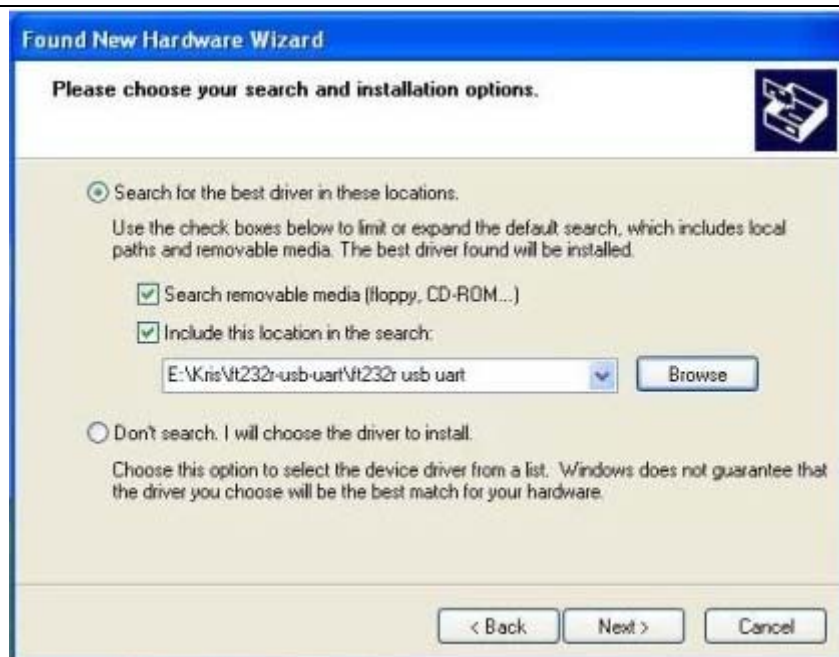 Found New Hardware Wizard
Please choose your search and installation options.
Search for the best driver in these locations.
Use the check boxes below to limit or expand the default search, which includes local
paths and removable media. The best driver found will be installed.
Search removable media (floppy, CD-ROM...)
Include this location in the search:
E:\Kris\ft232r-usb-uart\ft232r usb uart
Browse
Don't search. I will choose the driver to install.
Choose this option to select the device driver from a list. Windows does not guarantee that
the driver you choose will be the best match for your hardware.
< Back Next > Cancel